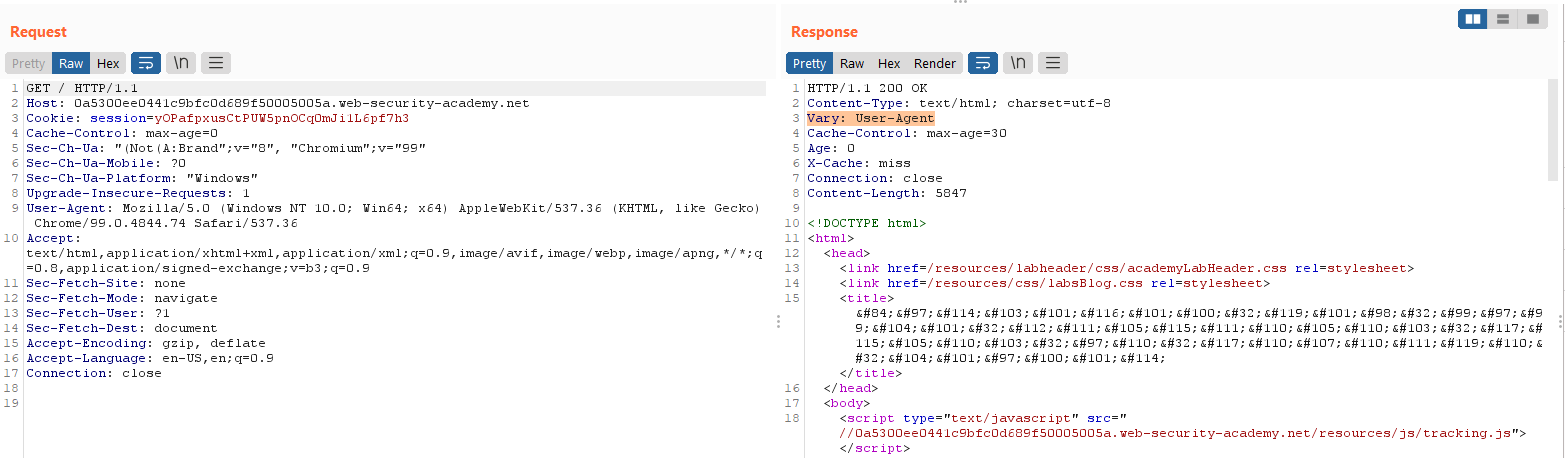 Request
Pretty Raw Hex \n
1 GET / HTTP/1.1
2 Host: 0a5300ee0441c9bfc0d689f50005005a.web-security-academy.net
3 Cookie: session=yOPafpxusCtPUW5pnOCq0mJi1L6pf7h3
4 Cache-Control: max-age=0
5 Sec-Ch-Ua: "(Not(A:Brand";v="8", "Chromium";v="99"
6 Sec-Ch-Ua-Mobile: ?0
7 Sec-Ch-Ua-Platform: "Windows"
8 Upgrade-Insecure-Requests: 1
9 User-Agent: Mozilla/5.0 (Windows NT 10.0; Win64; x64) AppleWebKit/537.36 (KHTML, like Gecko)
Chrome/99.0.4844.74 Safari/537.36
10 Accept:
text/html,application/xhtml+xml,application/xml;q=0.9,image/avif,image/webp,image/apng,*/*;q
=0.8,application/signed-exchange;v=b3;q=0.9
11 Sec-Fetch-Site: none
12 Sec-Fetch-Mode: navigate
13 Sec-Fetch-User: ?1
14 Sec-Fetch-Dest: document
15 Accept-Encoding: gzip, deflate
16 Accept-Language: en-US,en;q=0.9
17 Connection: close
18
19
Response
Pretty Raw Hex Render \n
1 HTTP/1.1 200 OK
2 Content-Type: text/html; charset=utf-8
3 Vary: User-Agent
4 Cache-Control: max-age=30
5 Age: 0
6 X-Cache: miss
7 Connection: close
8 Content-Length: 5847
9
10 <!DOCTYPE html>
11 <html>
12 <head>
13 <link href=/resources/labheader/css/academyLabHeader.css rel=stylesheet>
14 <link href=/resources/css/labsBlog.css rel=stylesheet>
15 <title>
&#84;&#97;&#114;&#103;&#101;&#116;&#101;&#100;&#32;&#119;&#101;&#98;&#32;&#99;&#97;&#9
9;&#104;&#101;&#32;&#112;&#111;&#105;&#115;&#111;&#110;&#105;&#110;&#103;&#32;&#117;&#
115;&#105;&#110;&#103;&#32;&#97;&#110;&#32;&#117;&#110;&#107;&#110;&#111;&#119;&#110;&
#32;&#104;&#101;&#97;&#100;&#101;&#114;
</title>
16 </head>
17 <body>
18 <script type="text/javascript" src="
//0a5300ee0441c9bfc0d689f50005005a.web-security-academy.net/resources/js/tracking.js">
</script>